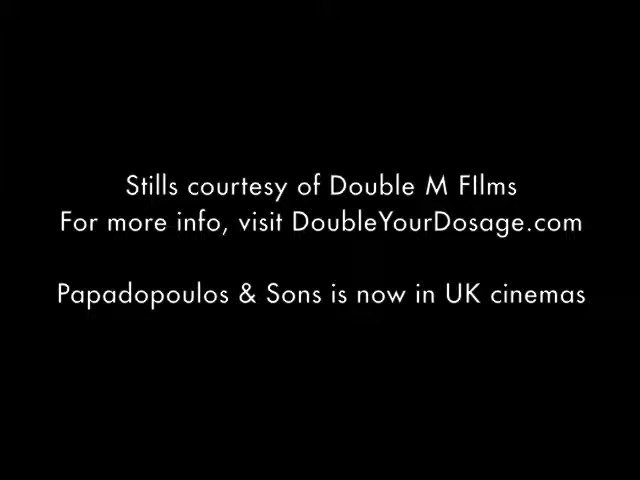 Stills courtesy of Double M FIlms
For more info, visit DoubleYourDosage.com
Papadopoulos & Sons is now in UK cinemas